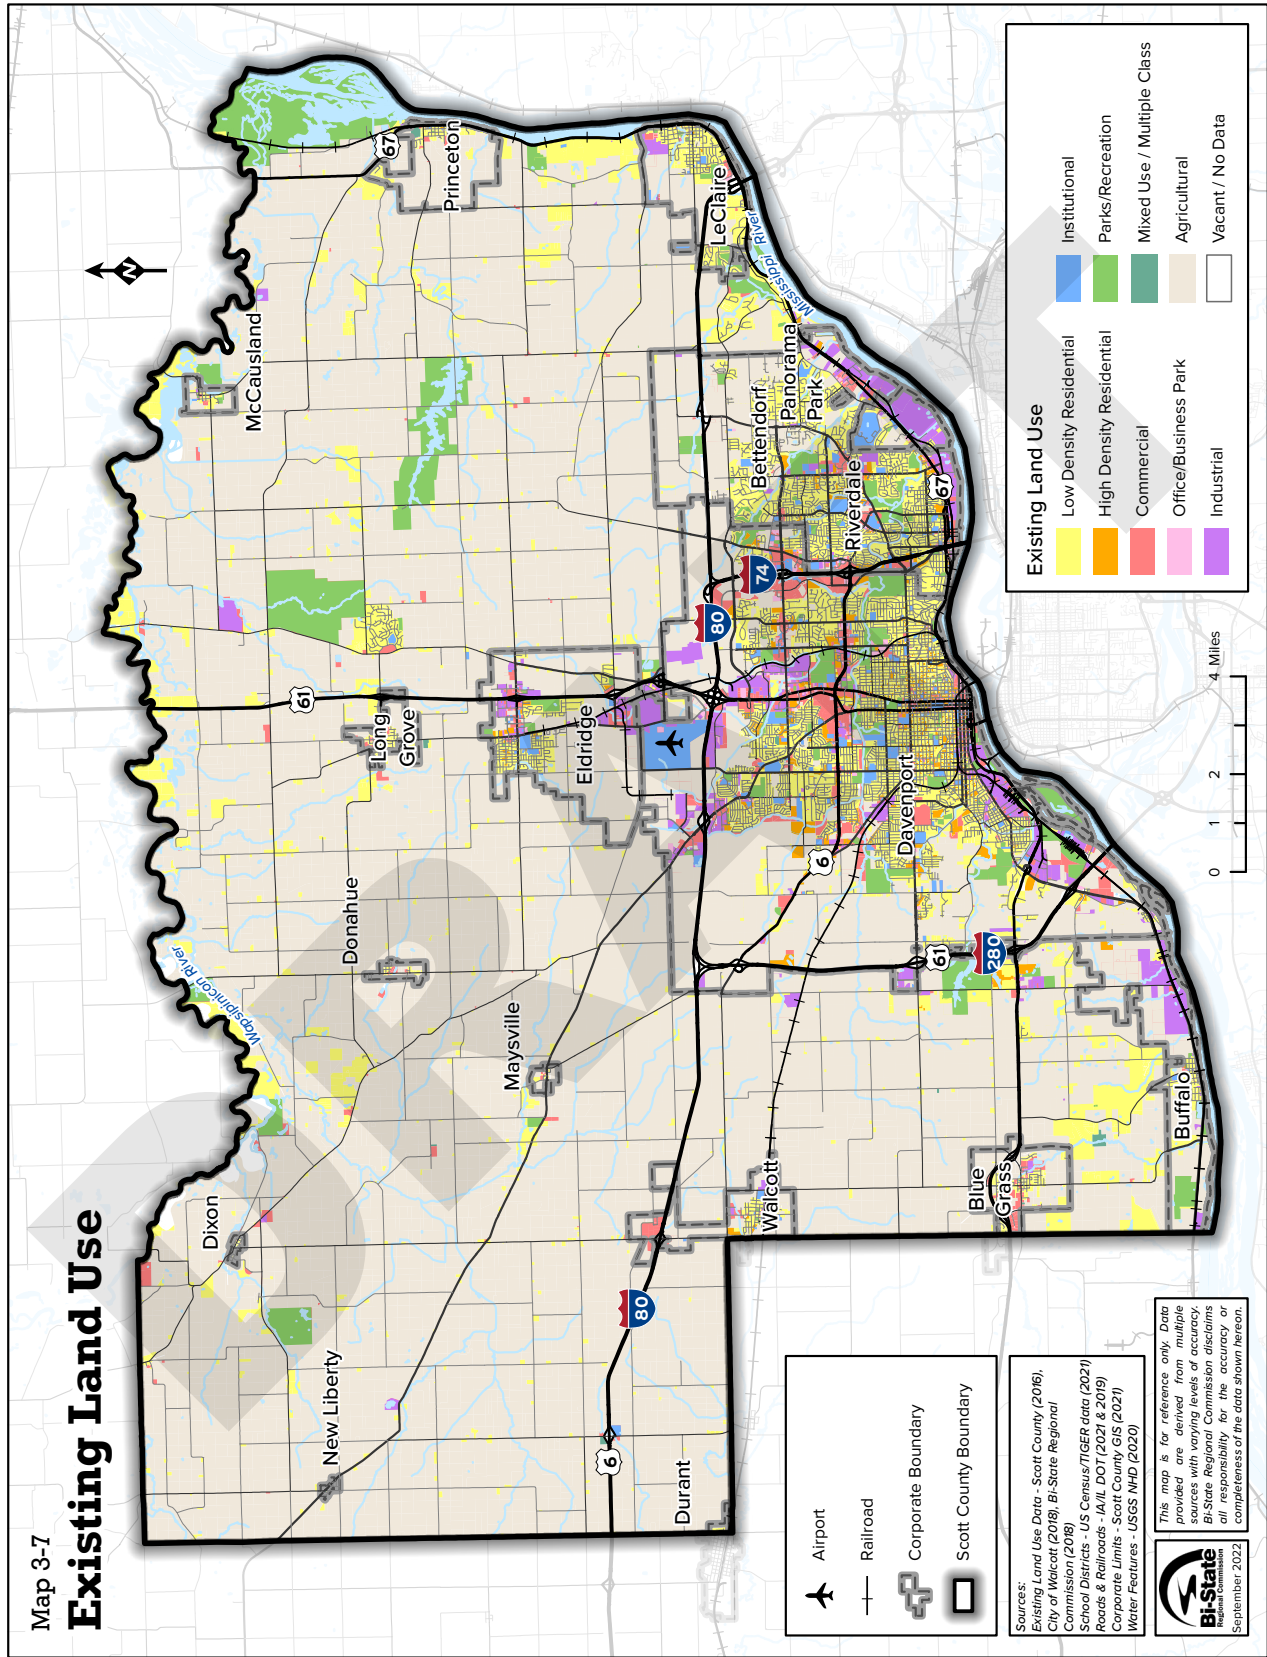 Map 3-7
Existing Land Use
N
Wapsipinicon River
McCausland
67
Princeton
Dixon
New Liberty
Donahue
Long
Grove
61
Maysville
Eldridge
80
6
Durant
Walcott
80
74
LeClaire
Mississippi River
Bettendorf
Panorama
Park
Riverdale
67
6
Davenport
61
280
Blue
Grass
Buffalo
DRAFT
Airport
Railroad
Corporate Boundary
Scott County Boundary
Sources:
Existing Land Use Data - Scott County (2016),
City of Walcott (2018), Bi-State Regional
Commission (2018)
School Districts - US Census/TIGER data (2021)
Roads & Railroads - IA/IL DOT (2021 & 2019)
Corporate Limits - Scott County GIS (2021)
Water Features - USGS NHD (2020)
Bi-State
Regional Commission
September 2022
This map is for reference only. Data
provided are derived from multiple
sources with varying levels of accuracy.
Bi-State Regional Commission disclaims
all responsibility for the accuracy or
completeness of the data shown hereon.
0 1 2 4 Miles
Existing Land Use
Low Density Residential
High Density Residential
Commercial
Office/Business Park
Industrial
Institutional
Parks/Recreation
Mixed Use / Multiple Class
Agricultural
Vacant / No Data